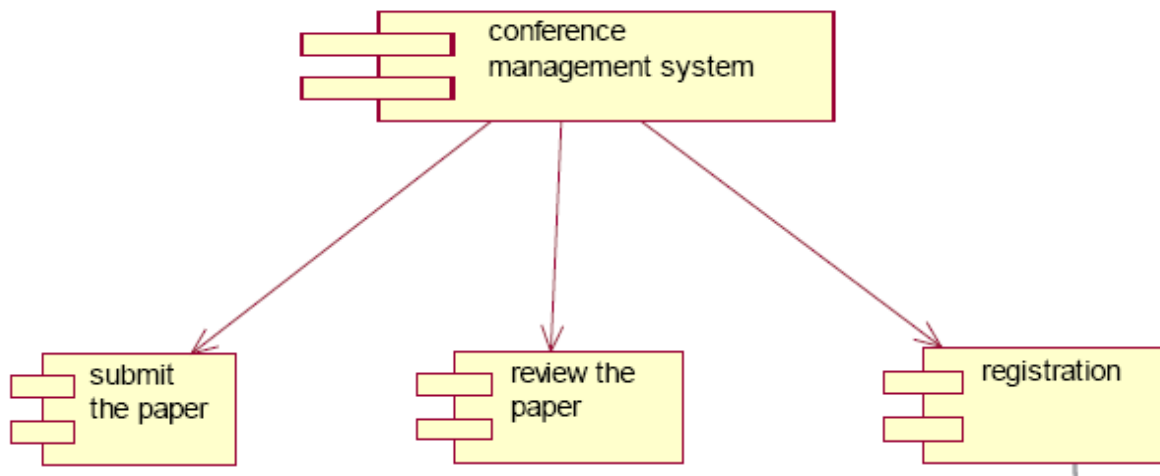 conference
management system
submit
the paper
review the
paper
registration